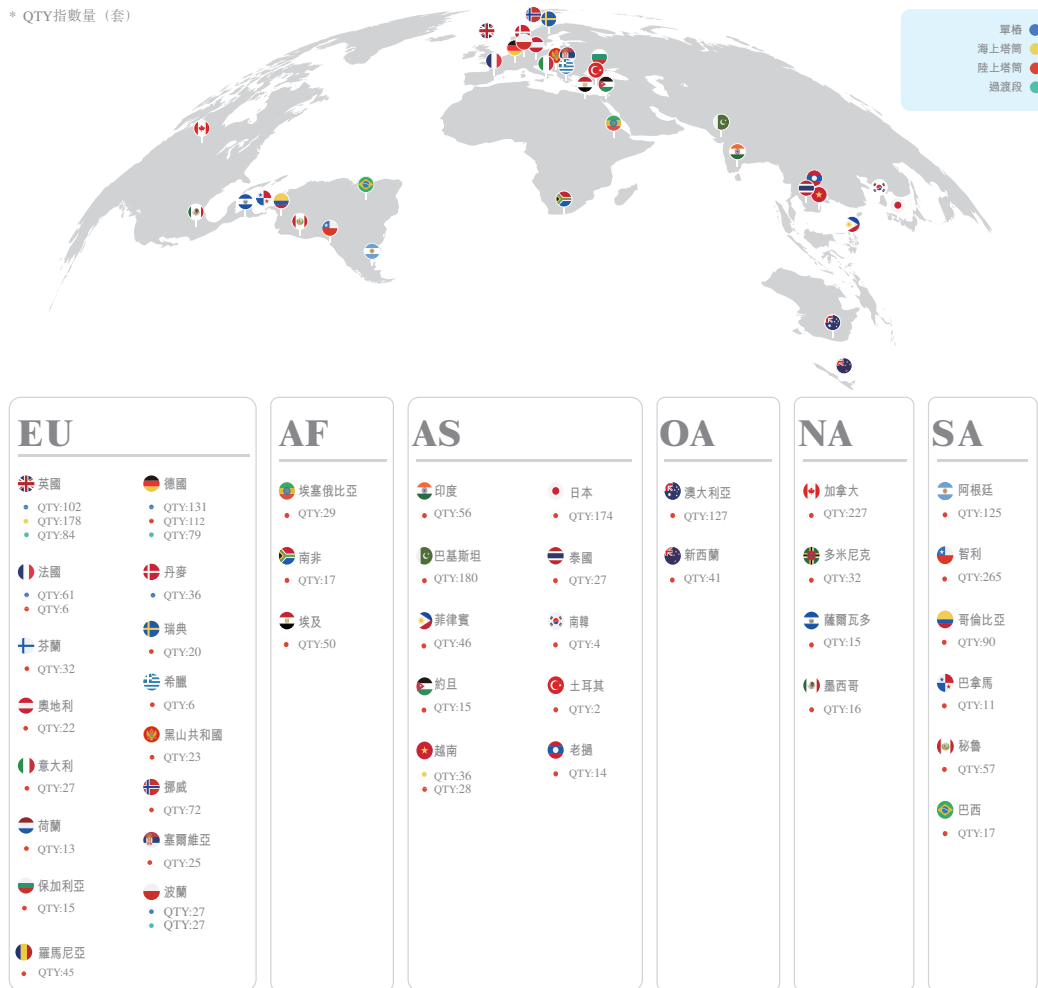 * QTY指數量（套）
單樁
海上塔筒
陸上塔筒
過渡段
EU
英國
QTY:102
QTY:178
QTY:84
法國
QTY:61
QTY:6
芬蘭
QTY:32
奧地利
QTY:22
意大利
QTY:27
荷蘭
QTY:13
保加利亞
QTY:15
羅馬尼亞
QTY:45
德國
QTY:131
QTY:112
QTY:79
丹麥
QTY:36
瑞典
QTY:20
希臘
QTY:6
黑山共和國
QTY:23
挪威
QTY:72
塞爾維亞
QTY:25
波蘭
QTY:27
QTY:27
AF
埃塞俄比亞
QTY:29
南非
QTY:17
埃及
QTY:50
AS
印度
QTY:56
巴基斯坦
QTY:180
菲律賓
QTY:46
約旦
QTY:15
越南
QTY:36
QTY:28
日本
QTY:174
泰國
QTY:27
南韓
QTY:4
土耳其
QTY:2
老撾
QTY:14
OA
澳大利亞
QTY:127
新西蘭
QTY:41
NA
加拿大
QTY:227
多米尼克
QTY:32
薩爾瓦多
QTY:15
墨西哥
QTY:16
SA
阿根廷
QTY:125
智利
QTY:265
哥倫比亞
QTY:90
巴拿馬
QTY:11
秘魯
QTY:57
巴西
QTY:17